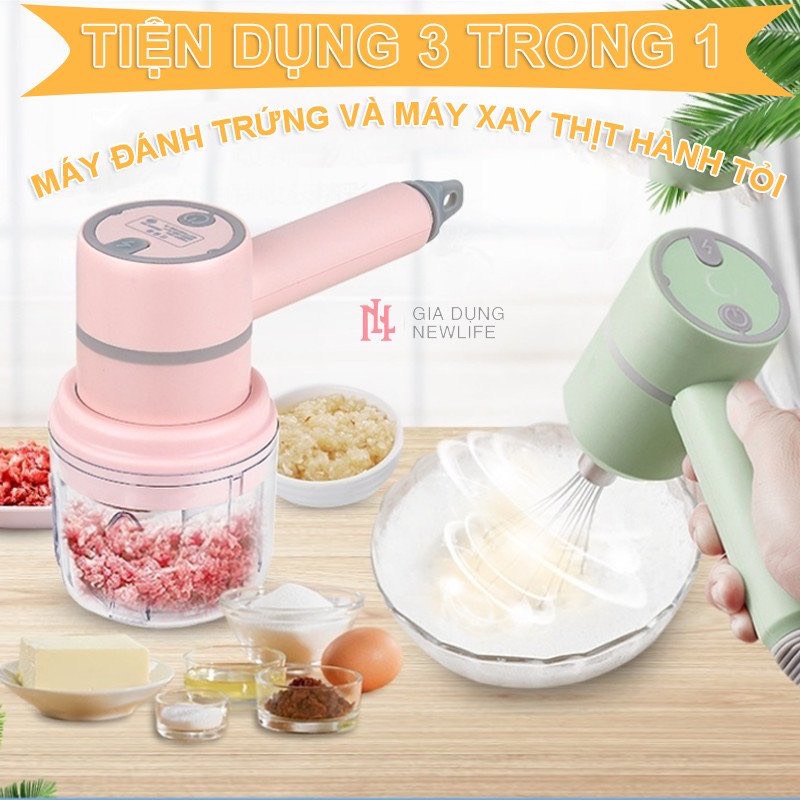 TIỆN DỤNG 3 TRONG 1
MÁY ĐÁNH TRỨNG VÀ MÁY XAY THỊT HÀNH TỎI
GIA DỤNG
NEWLIFE